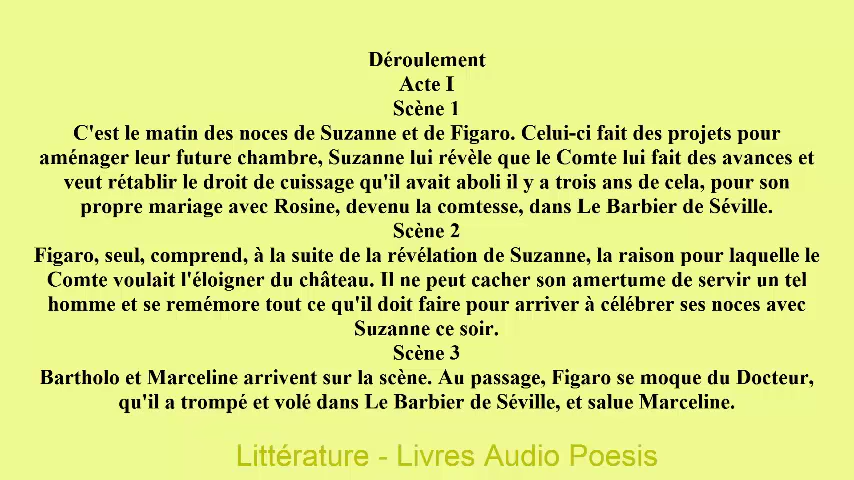 Déroulement
Acte I
Scène 1
C'est le matin des noces de Suzanne et de Figaro. Celui-ci fait des projets pour
aménager leur future chambre, Suzanne lui révèle que le Comte lui fait des avances et
veut rétablir le droit de cuissage qu'il avait aboli il y a trois ans de cela, pour son
propre mariage avec Rosine, devenu la comtesse, dans Le Barbier de Séville.
Scène 2
Figaro, seul, comprend, à la suite de la révélation de Suzanne, la raison pour laquelle le
Comte voulait l'éloigner du château. Il ne peut cacher son amertume de servir un tel
homme et se remémore tout ce qu'il doit faire pour arriver à célébrer ses noces avec
Suzanne ce soir.
Scène 3
Bartholo et Marceline arrivent sur la scène. Au passage, Figaro se moque du Docteur,
qu'il a trompé et volé dans Le Barbier de Séville, et salue Marceline.
Littérature - Livres Audio Poesis